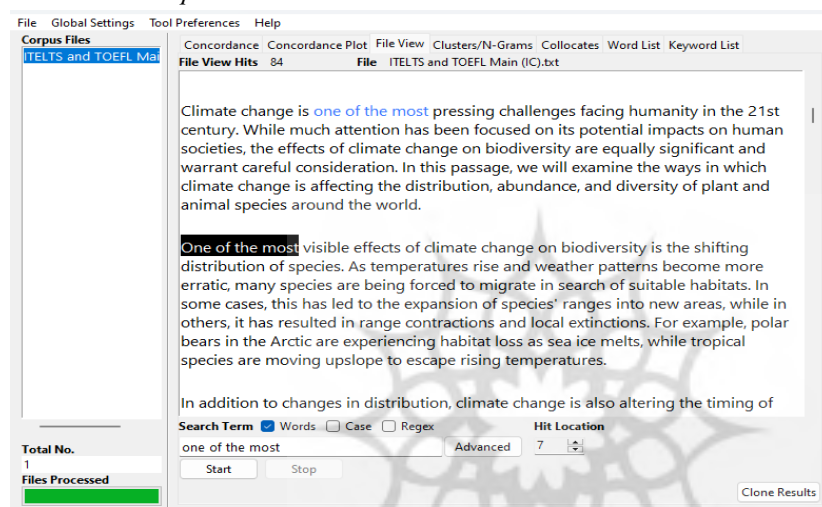 File Global Settings Tool Preferences Help
Corpus Files
ITELTS and TOEFL Mai
Concordance Concordance Plot File View Clusters/N-Grams Collocates Word List Keyword List
File View Hits 84 File ITELTS and TOEFL Main (IC).txt
Climate change is one of the most pressing challenges facing humanity in the 21st
century. While much attention has been focused on its potential impacts on human
societies, the effects of climate change on biodiversity are equally significant and
warrant careful consideration. In this passage, we will examine the ways in which
climate change is affecting the distribution, abundance, and diversity of plant and
animal species around the world.
One of the most visible effects of climate change on biodiversity is the shifting
distribution of species. As temperatures rise and weather patterns become more
erratic, many species are being forced to migrate in search of suitable habitats. In
some cases, this has led to the expansion of species' ranges into new areas, while in
others, it has resulted in range contractions and local extinctions. For example, polar
bears in the Arctic are experiencing habitat loss as sea ice melts, while tropical
species are moving upslope to escape rising temperatures.
In addition to changes in distribution, climate change is also altering the timing of
Search Term Words Case Regex Hit Location
one of the most Advanced 7
Start Stop
Total No.
1
Files Processed
Clone Results